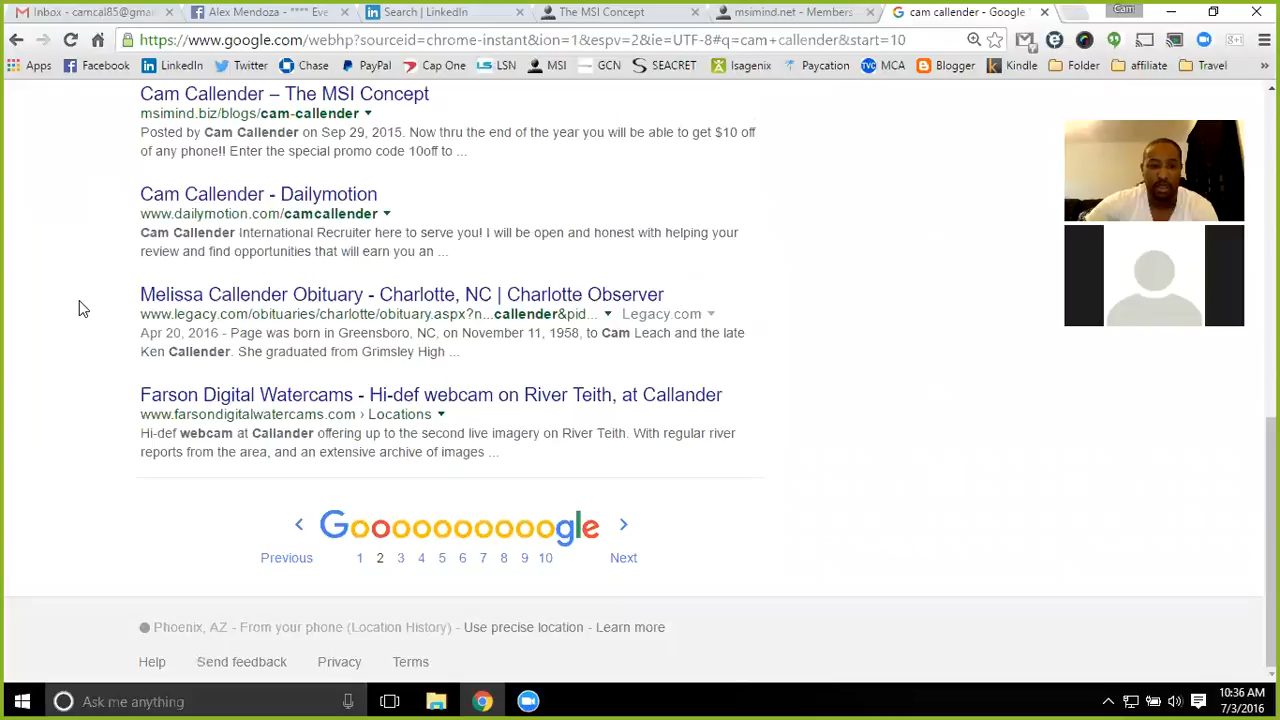 Inbox - camcal85@gmai
Alex Mendoza - **** Eve
Search | LinkedIn
The MSI Concept
msimind.net - Members
cam callender - Google
Cam
https://www.google.com/webhp?sourceid=chrome-instant&ion=1&espv=2&ie=UTF-8#q=cam+callender&start=10
Apps Facebook LinkedIn Twitter Chase PayPal Cap One LSN MSI GCN SEACRET Isagenix Paycation MCA Blogger Kindle Folder affiliate Travel »
Cam Callender – The MSI Concept
msimind.biz/blogs/cam-callender
Posted by Cam Callender on Sep 29, 2015. Now thru the end of the year you will be able to get $10 off
of any phone!! Enter the special promo code 10off to ...
Cam Callender - Dailymotion
www.dailymotion.com/camcallender
Cam Callender International Recruiter here to serve you! I will be open and honest with helping your
review and find opportunities that will earn you an ...
Melissa Callender Obituary - Charlotte, NC | Charlotte Observer
www.legacy.com/obituaries/charlotte/obituary.aspx?n...callender&pid... Legacy.com
Apr 20, 2016 - Page was born in Greensboro, NC, on November 11, 1958, to Cam Leach and the late
Ken Callender. She graduated from Grimsley High ...
Farson Digital Watercams - Hi-def webcam on River Teith, at Callander
www.farsondigitalwatercams.com › Locations
Hi-def webcam at Callander offering up to the second live imagery on River Teith. With regular river
reports from the area, and an extensive archive of images ...
Goooooooooogle
Previous 1 2 3 4 5 6 7 8 9 10 Next
Phoenix, AZ - From your phone (Location History) - Use precise location - Learn more
Help Send feedback Privacy Terms
Ask me anything
10:36 AM
7/3/2016